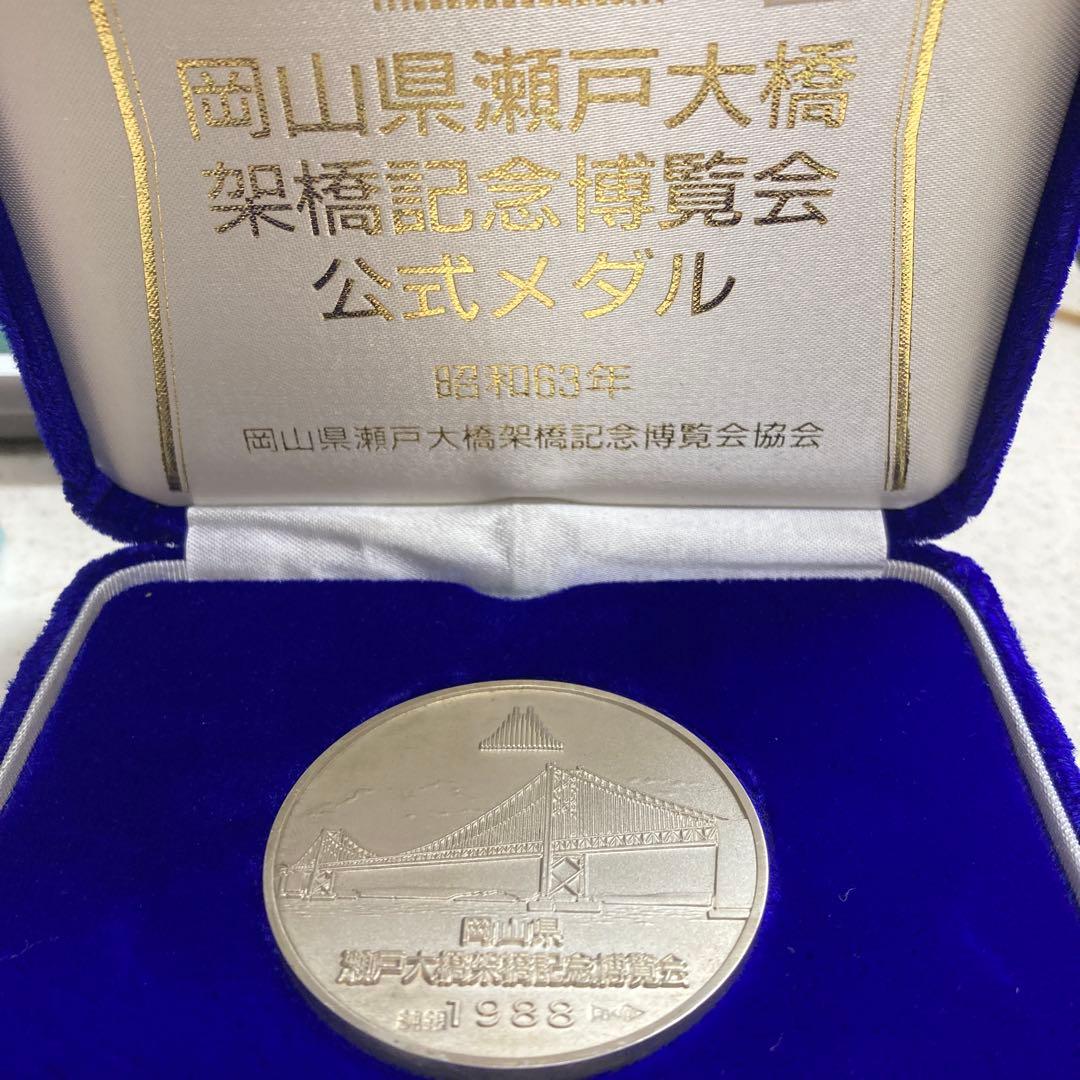 岡山県瀬戸大橋
架橋記念博覧会
公式メダル
昭和63年
岡山県瀬戸大橋架橋記念博覧会協会
岡山県
瀬戸大橋架橋記念博覧会
純銀 1988